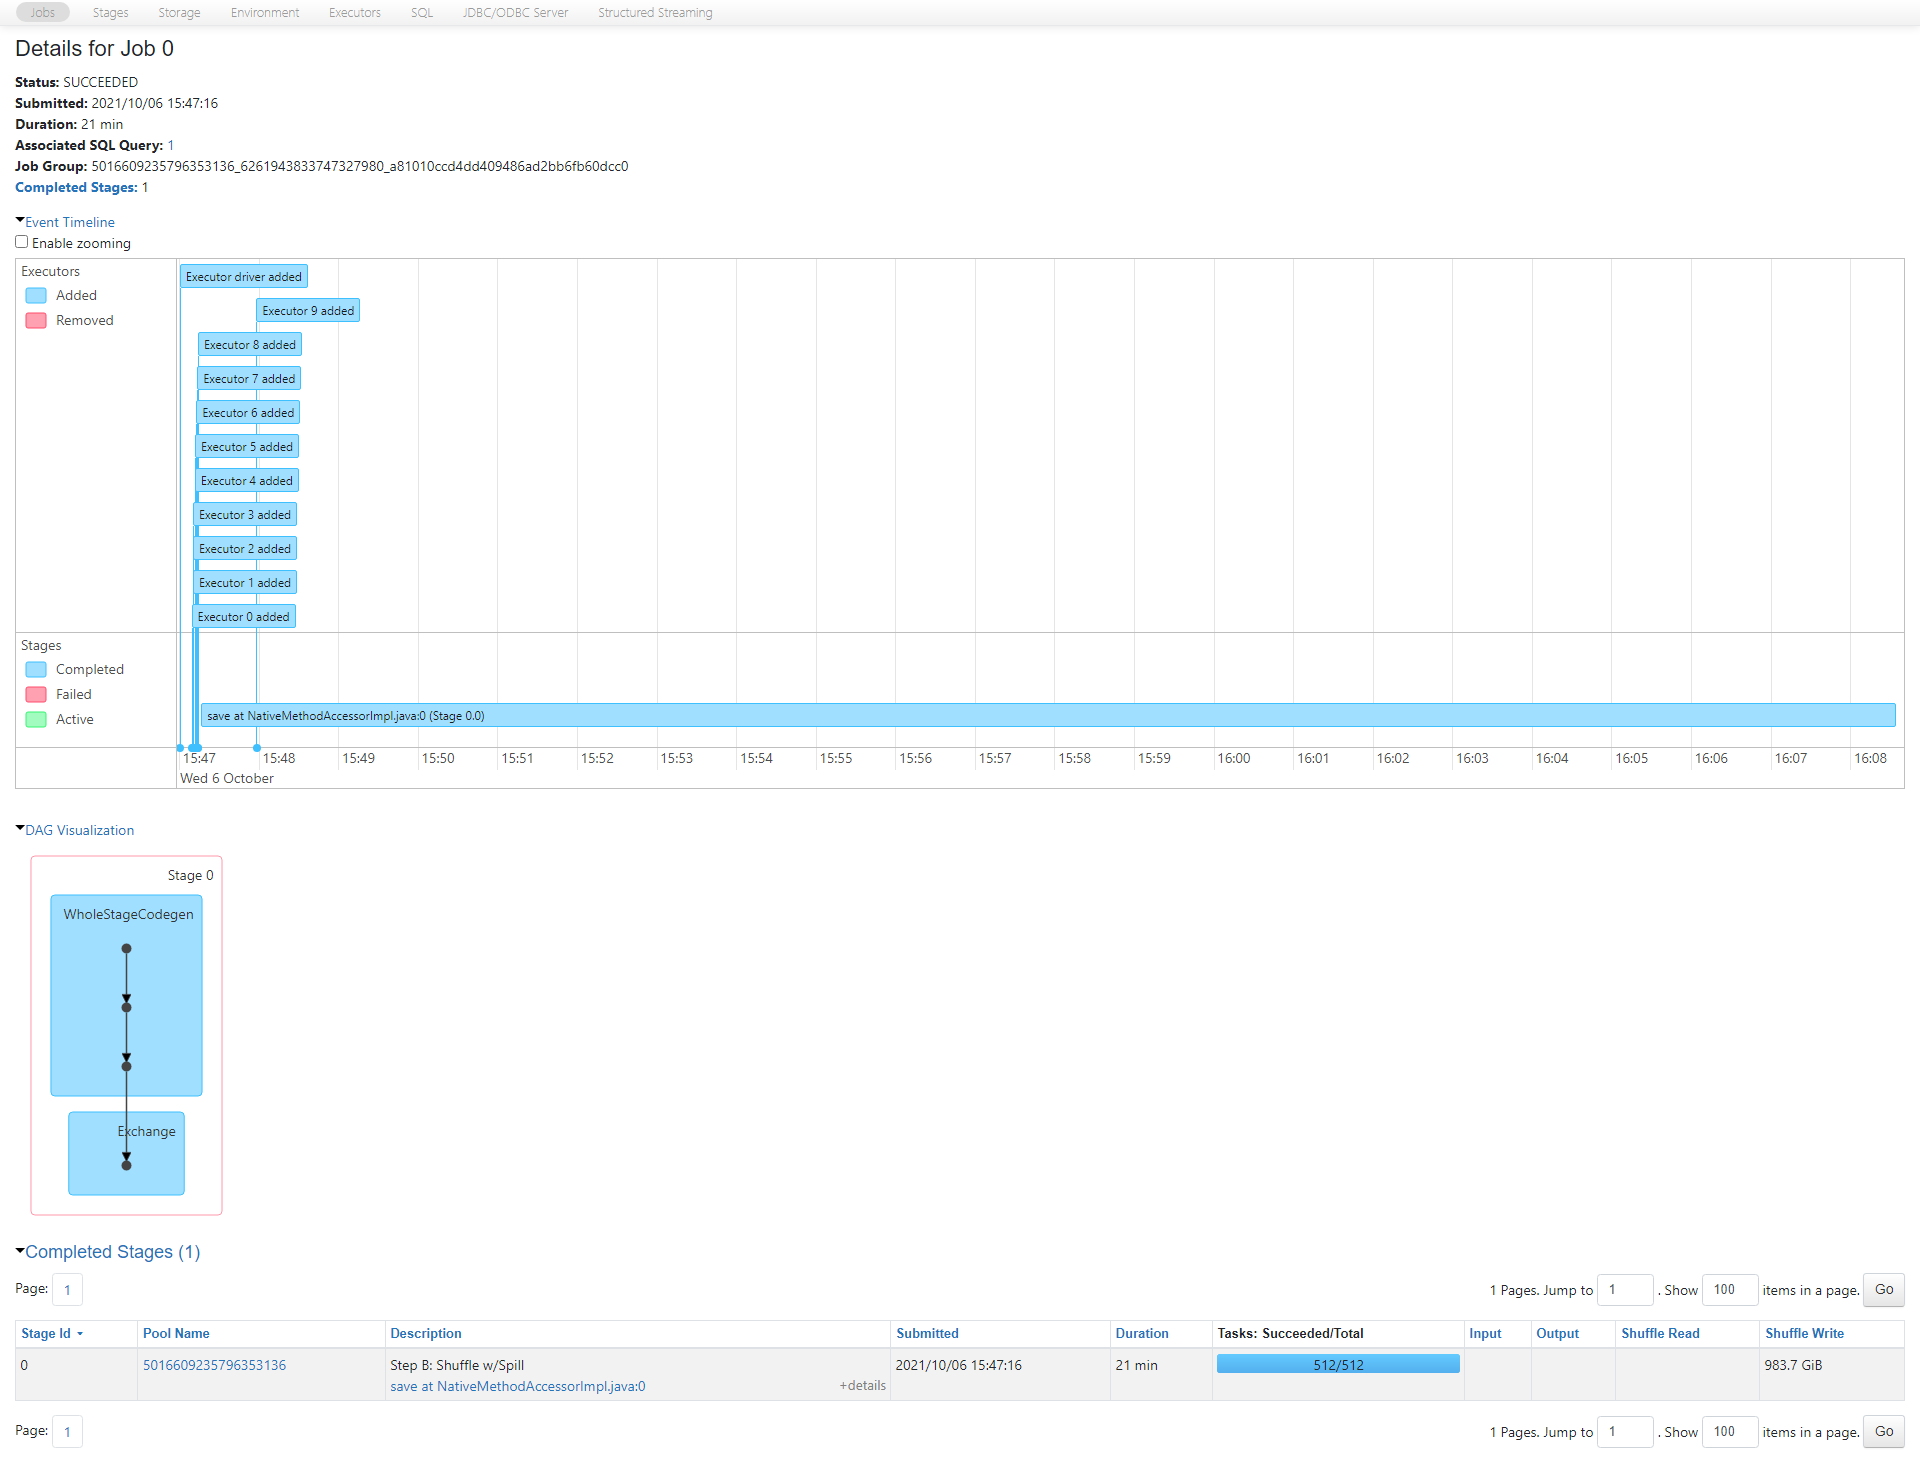 Jobs Stages Storage Environment Executors SQL JDBC/ODBC Server Structured Streaming
Details for Job 0
Status: SUCCEEDED
Submitted: 2021/10/06 15:47:16
Duration: 21 min
Associated SQL Query: 1
Job Group: 5016609235796353136_6261943833747327980_a81010ccd4dd409486ad2bb6fb60dcc0
Completed Stages: 1
Event Timeline
Enable zooming
Executors
Added
Removed
Executor driver added
Executor 9 added
Executor 8 added
Executor 7 added
Executor 6 added
Executor 5 added
Executor 4 added
Executor 3 added
Executor 2 added
Executor 1 added
Executor 0 added
Stages
Completed
Failed
Active
save at NativeMethodAccessorImpl.java:0 (Stage 0.0)
15:47 15:48 15:49 15:50 15:51 15:52 15:53 15:54 15:55 15:56 15:57 15:58 15:59 16:00 16:01 16:02 16:03 16:04 16:05 16:06 16:07 16:08
Wed 6 October
DAG Visualization
Stage 0
WholeStageCodegen
Exchange
Completed Stages (1)
Page: 1 1 Pages. Jump to 1 . Show 100 items in a page. Go
Stage Id Pool Name Description Submitted Duration Tasks: Succeeded/Total Input Output Shuffle Read Shuffle Write
0 5016609235796353136 Step B: Shuffle w/Spill 2021/10/06 15:47:16 21 min 512/512 983.7 GiB
save at NativeMethodAccessorImpl.java:0 +details
Page: 1 1 Pages. Jump to 1 . Show 100 items in a page. Go